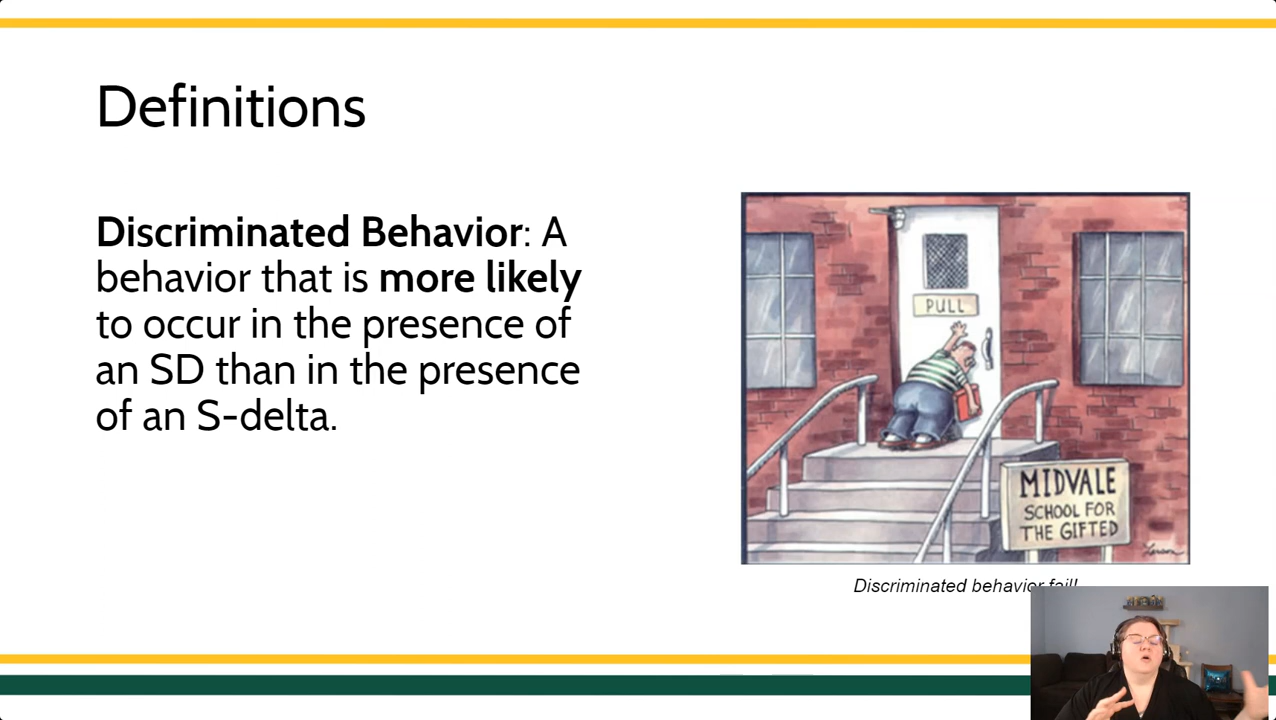 Definitions
Discriminated Behavior: A
behavior that is more likely
to occur in the presence of
an SD than in the presence
of an S-delta.
PULL
MIDVALE
SCHOOL FOR
THE GIFTED
Larson
Discriminated behavior fail!